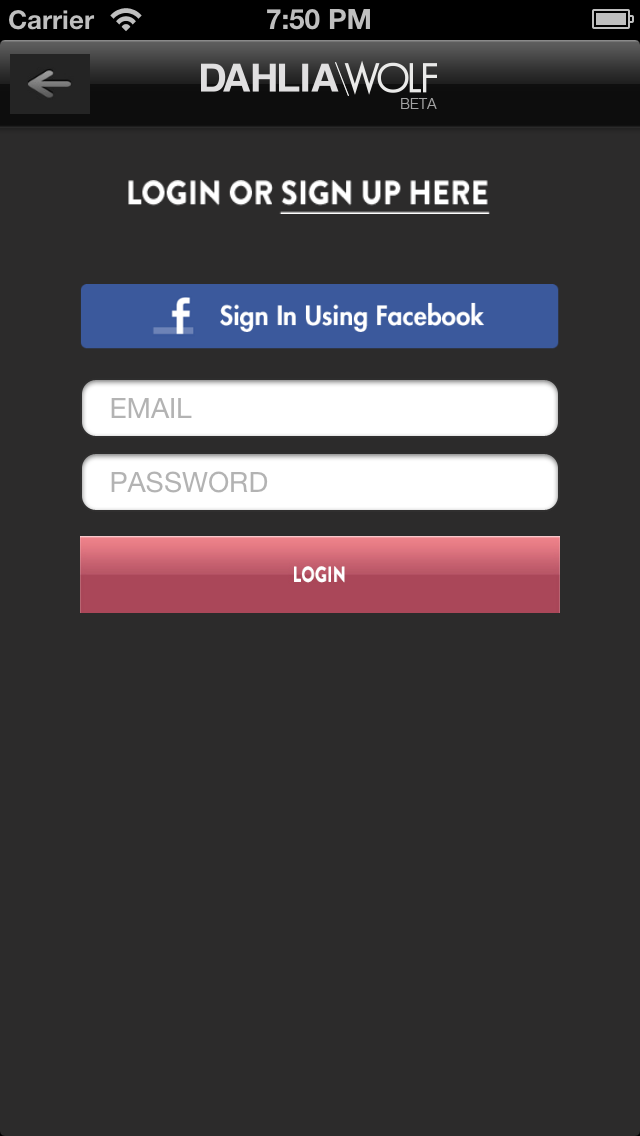 Carrier 7:50 PM
DAHLIA\WOLF
BETA
LOGIN OR SIGN UP HERE
f Sign In Using Facebook
EMAIL
PASSWORD
LOGIN